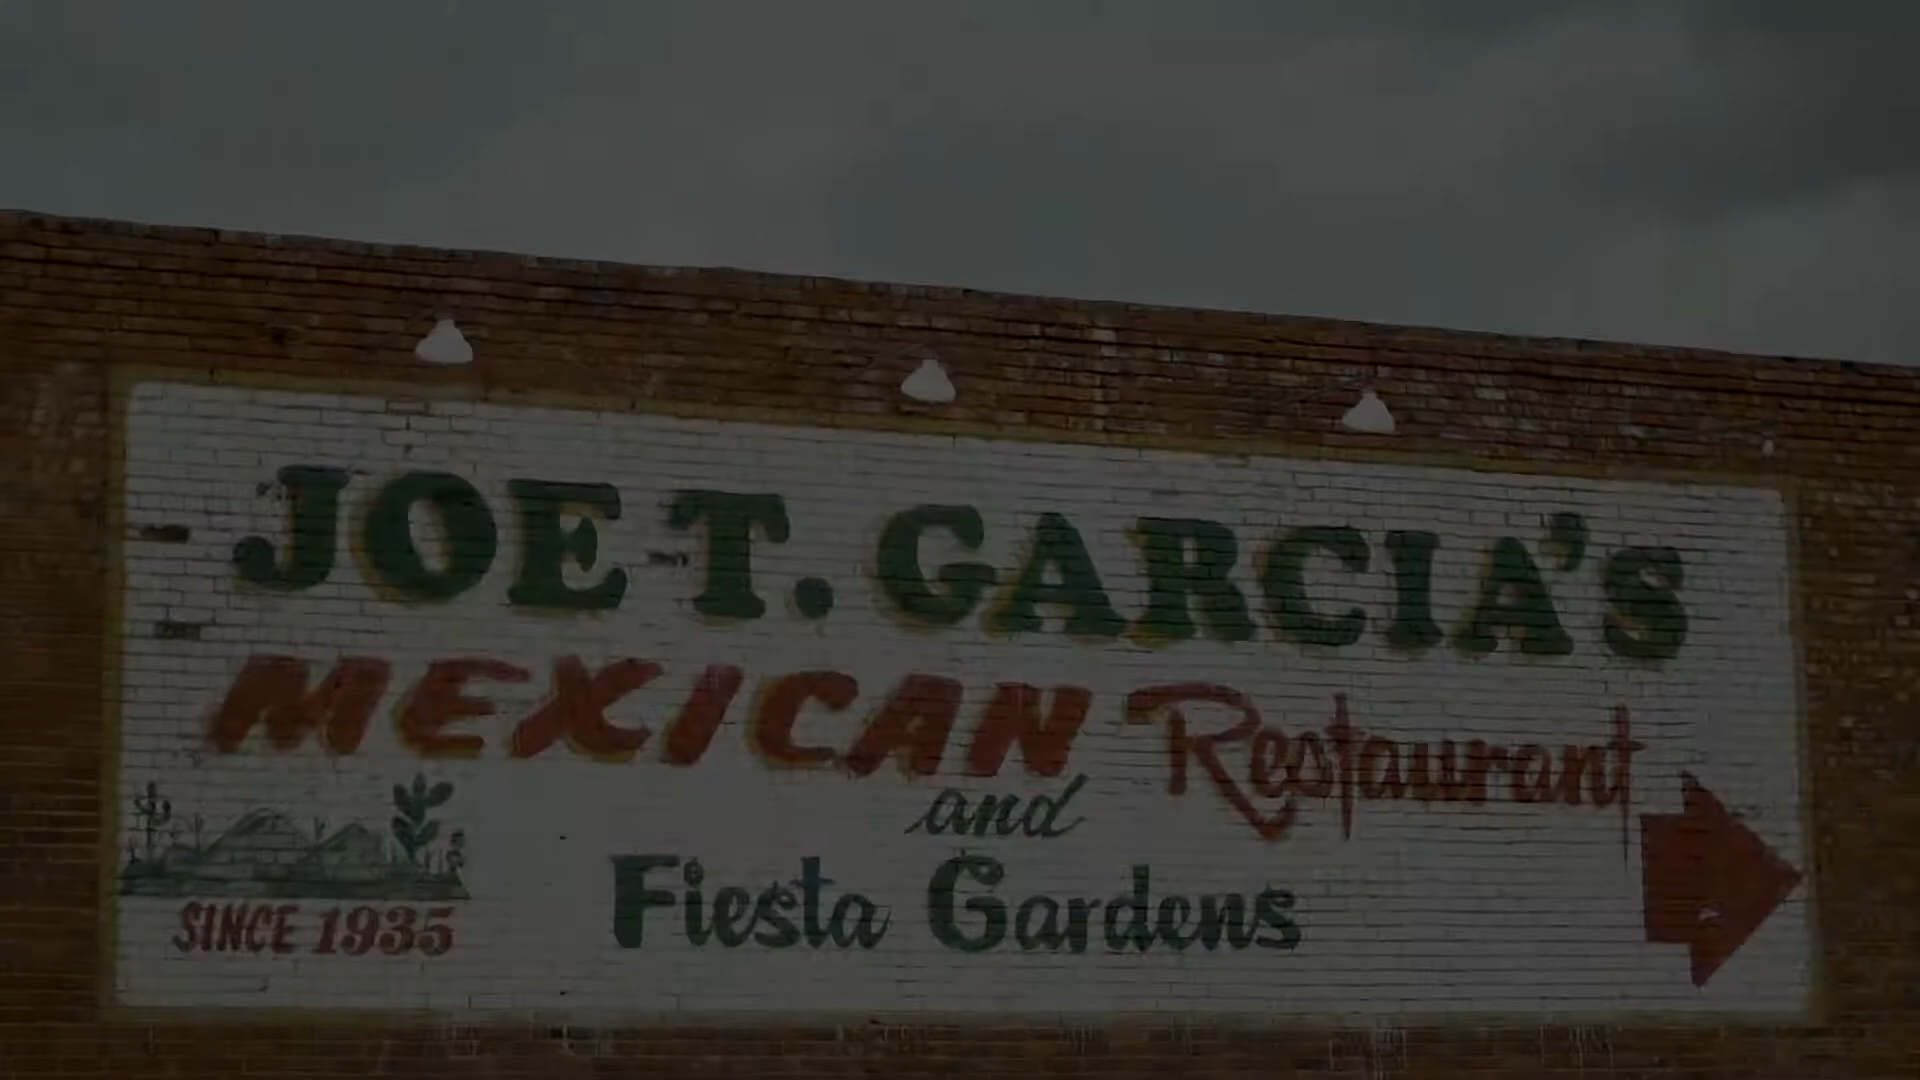 JOE T. GARCIA'S
MEXICAN Restaurant
and
Fiesta Gardens
SINCE 1935